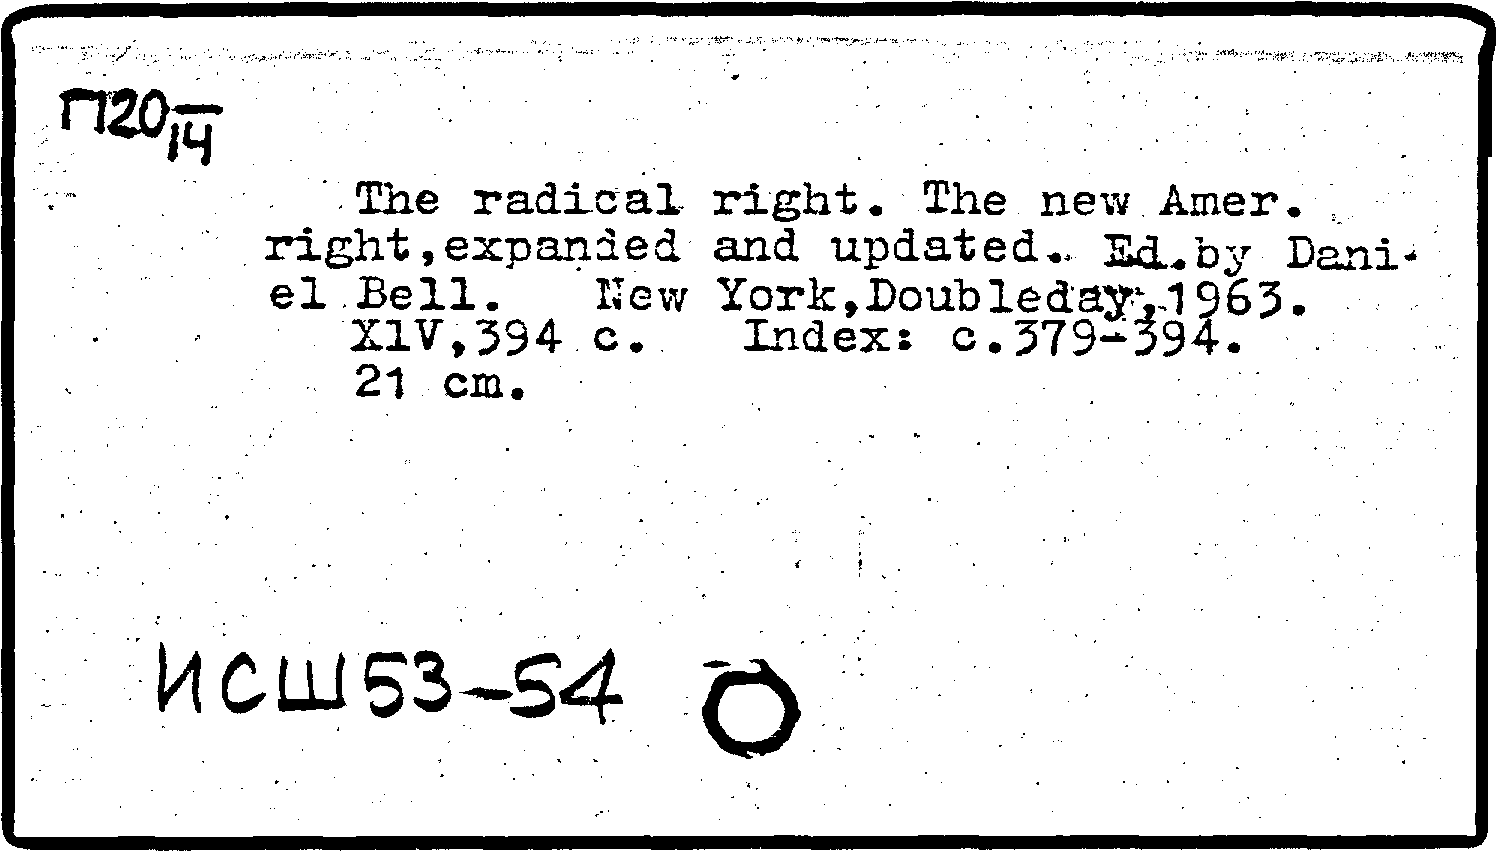 П20 14
The radical right. The new Amer.
right,expanded and updated. Ed.by Dani-
el Bell. New York,Doubleday,1963.
X1V,394 c. Index: c.379-394.
21 cm.
ИСШ53-54